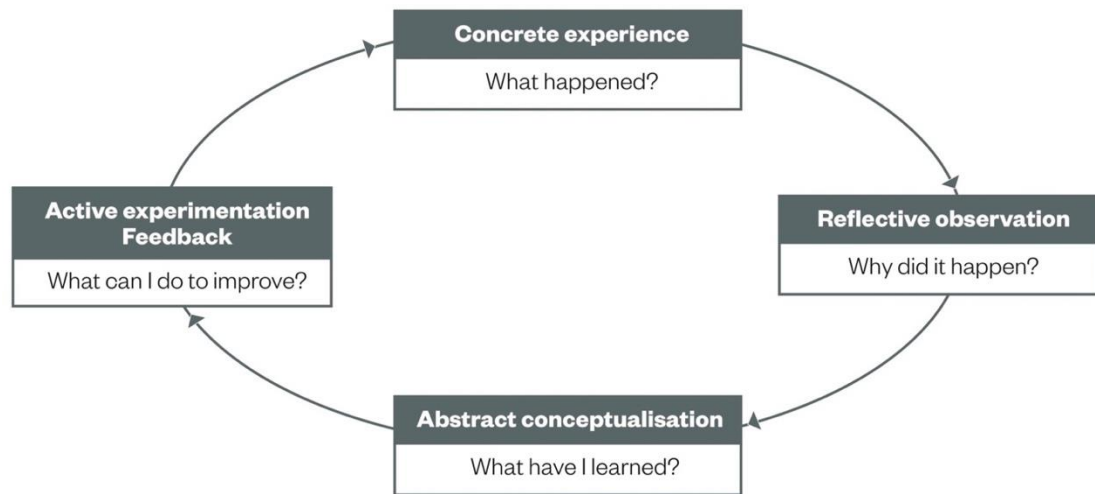 Concrete experience
What happened?
Active experimentation
Feedback
What can I do to improve?
Reflective observation
Why did it happen?
Abstract conceptualisation
What have I learned?